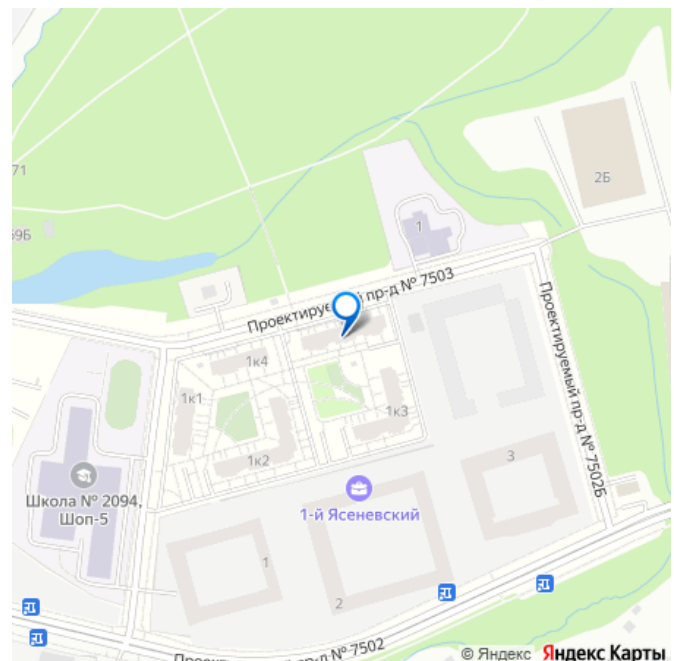 71
69Б
2Б
1
Проектируемый пр-д № 7503
Проектируемый пр-д № 7502Б
1к4
1к1
1к3
1к2
3
Школа № 2094,
Шоп-5
1-й Ясеневский
1
2
Проектируемый пр-д № 7502
© Яндекс Яндекс Карты